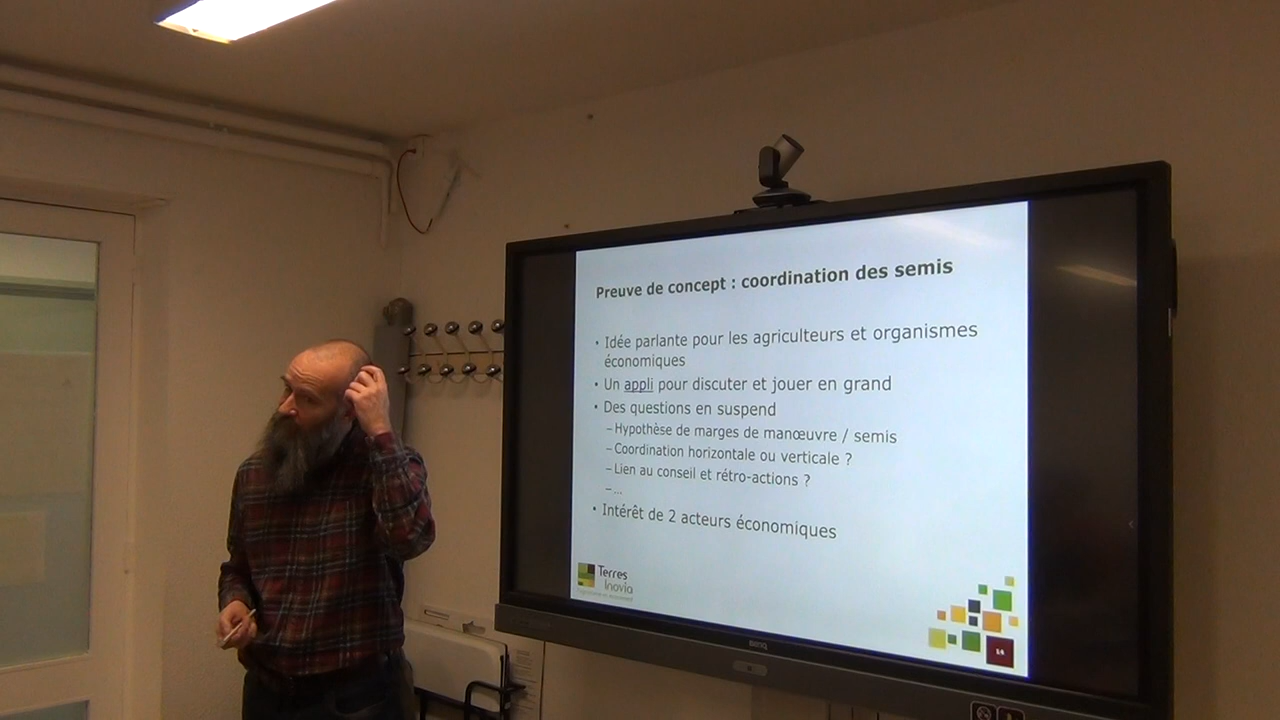 Preuve de concept : coordination des semis
• Idée parlante pour les agriculteurs et organismes
économiques
• Un appli pour discuter et jouer en grand
• Des questions en suspend
– Hypothèse de marges de manœuvre / semis
– Coordination horizontale ou verticale ?
– Lien au conseil et rétro-actions ?
– ...
• Intérêt de 2 acteurs économiques
Terres
Inovia
BenQ